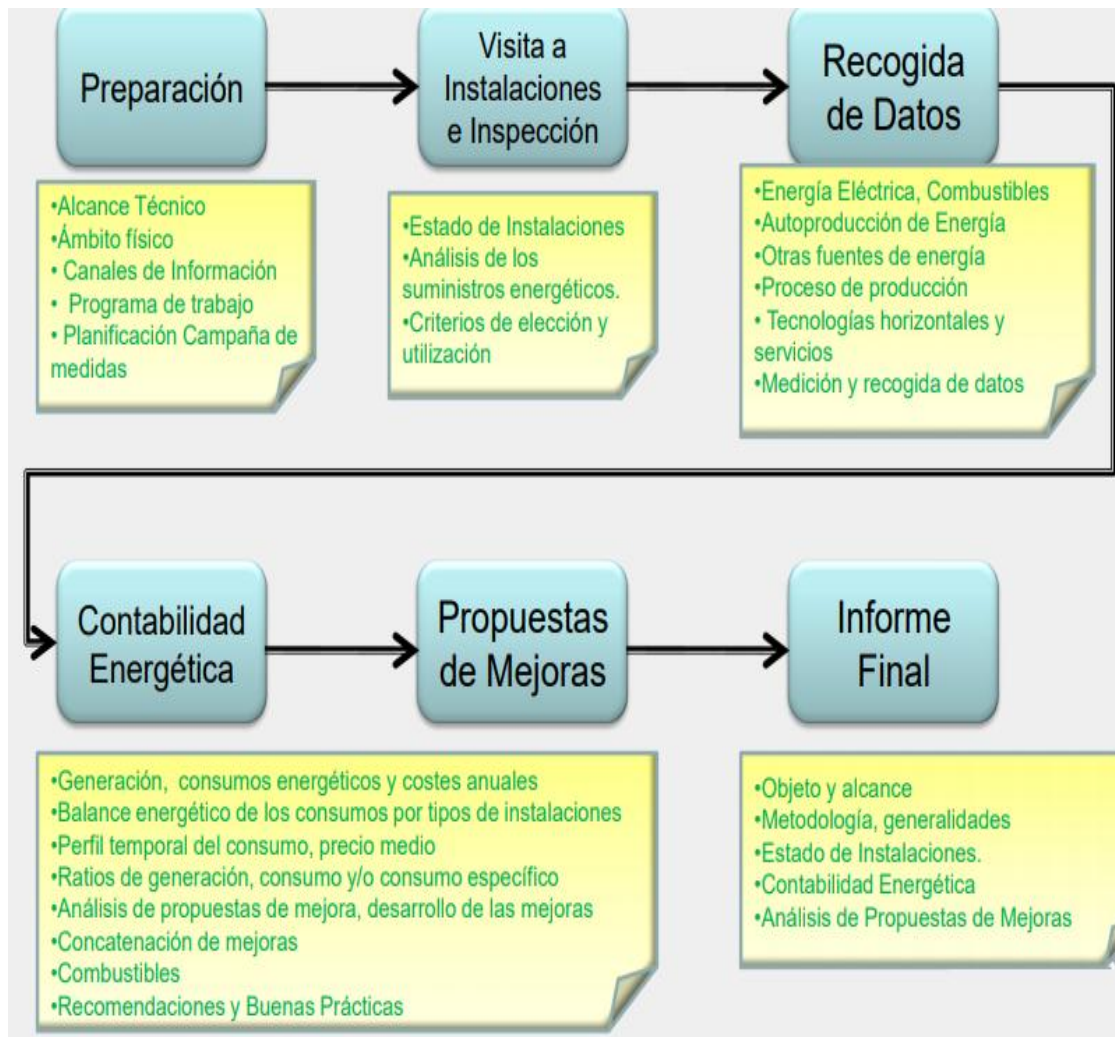 Preparación
Visita a
Instalaciones
e Inspección
Recogida
de Datos
•Alcance Técnico
•Ámbito físico
• Canales de Información
• Programa de trabajo
• Planificación Campaña de
medidas
•Estado de Instalaciones
•Análisis de los
suministros energéticos.
•Criterios de elección y
utilización
•Energía Eléctrica, Combustibles
•Autoproducción de Energía
•Otras fuentes de energía
•Proceso de producción
• Tecnologías horizontales y
servicios
•Medición y recogida de datos
Contabilidad
Energética
Propuestas
de Mejoras
Informe
Final
•Generación, consumos energéticos y costes anuales
•Balance energético de los consumos por tipos de instalaciones
•Perfil temporal del consumo, precio medio
•Ratios de generación, consumo y/o consumo específico
•Análisis de propuestas de mejora, desarrollo de las mejoras
•Concatenación de mejoras
•Combustibles
•Recomendaciones y Buenas Prácticas
•Objeto y alcance
•Metodología, generalidades
•Estado de Instalaciones.
•Contabilidad Energética
•Análisis de Propuestas de Mejoras